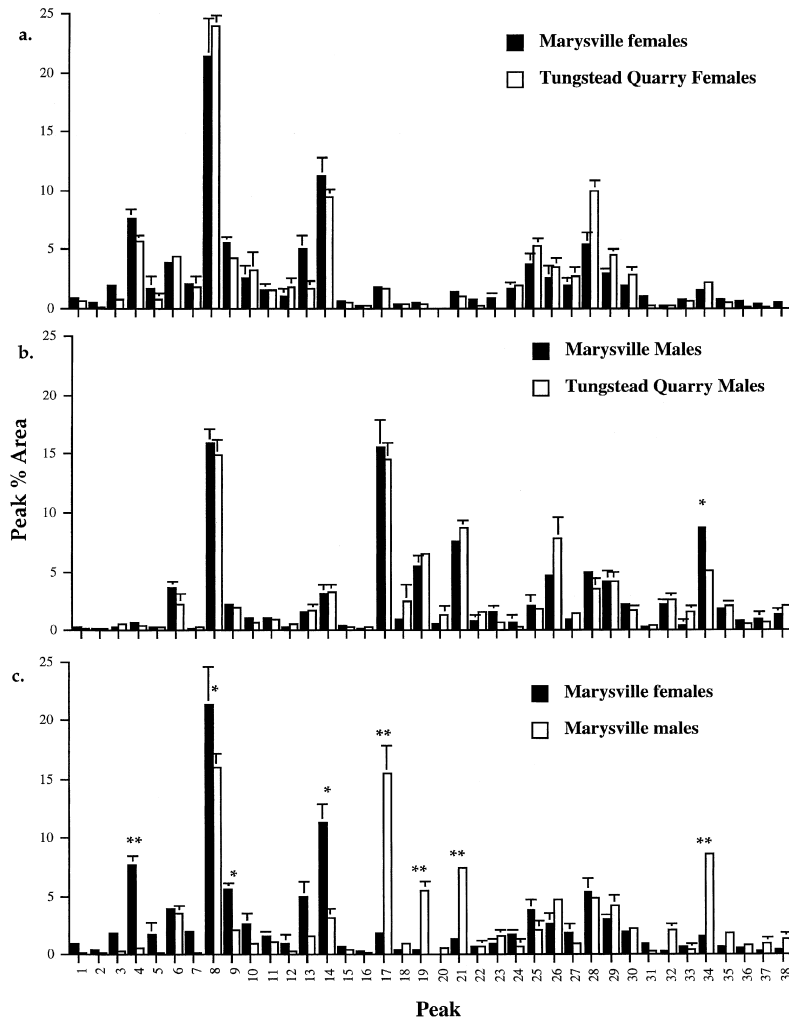 a.
25
20
15
10
5
0
Marysville females
Tungstead Quarry Females
b.
25
20
15
10
5
0
Marysville Males
Tungstead Quarry Males
*
Peak % Area
c.
25
20
15
10
5
0
Marysville females
Marysville males
** * * * ** ** ** **
1 2 3 4 5 6 7 8 9 10 11 12 13 14 15 16 17 18 19 20 21 22 23 24 25 26 27 28 29 30 31 32 33 34 35 36 37 38
Peak